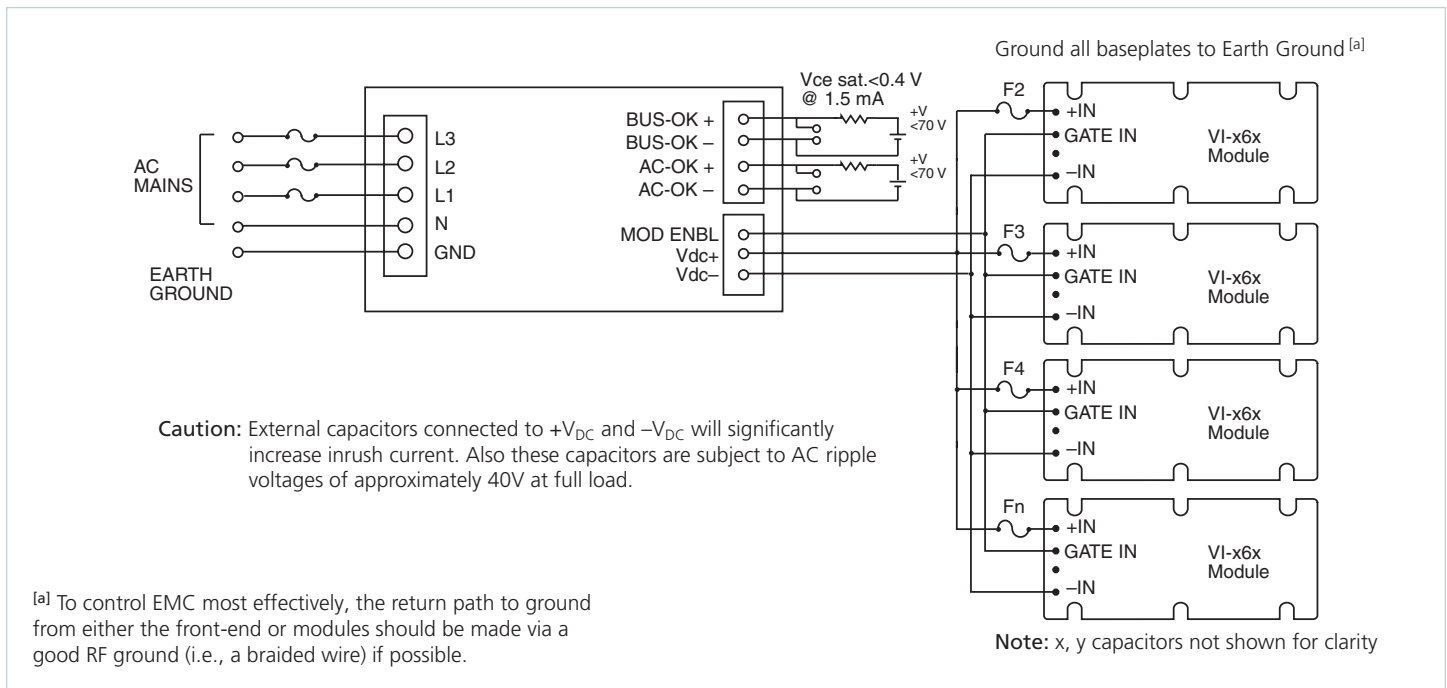 Ground all baseplates to Earth Ground [a]
Vce sat.<0.4 V
@ 1.5 mA
BUS-OK +
BUS-OK –
AC-OK +
AC-OK –
+V
<70 V
+V
<70 V
L3
L2
L1
N
GND
AC
MAINS
EARTH
GROUND
MOD ENBL
Vdc+
Vdc–
F2
+IN
GATE IN
–IN
VI-x6x
Module
F3
+IN
GATE IN
–IN
VI-x6x
Module
F4
+IN
GATE IN
–IN
VI-x6x
Module
Fn
+IN
GATE IN
–IN
VI-x6x
Module
Caution: External capacitors connected to +VDC and –VDC will significantly
increase inrush current. Also these capacitors are subject to AC ripple
voltages of approximately 40V at full load.
[a] To control EMC most effectively, the return path to ground
from either the front-end or modules should be made via a
good RF ground (i.e., a braided wire) if possible.
Note: x, y capacitors not shown for clarity